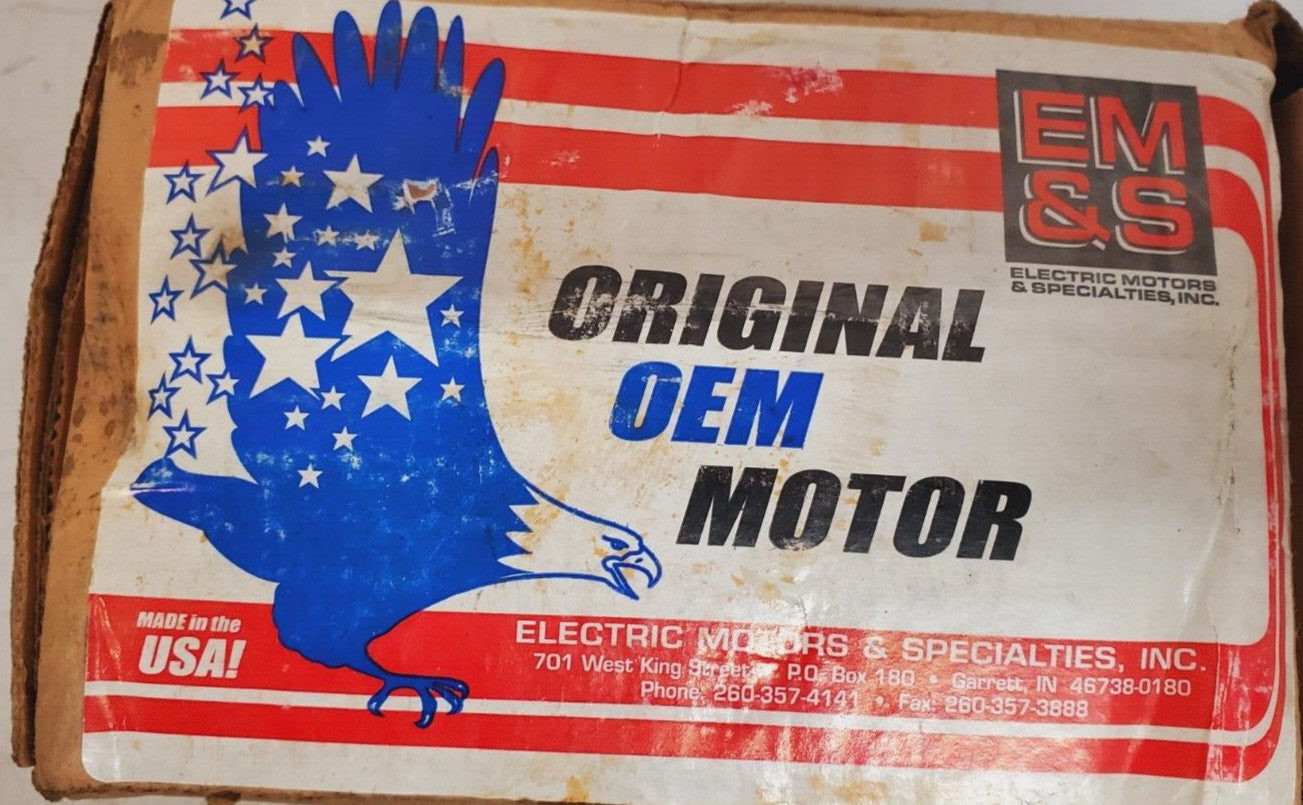 EM
&S
ELECTRIC MOTORS
& SPECIALTIES, INC.
ORIGINAL
OEM
MOTOR
MADE in the
USA!
ELECTRIC MOTORS & SPECIALTIES, INC.
701 West King Street • P.O. Box 180 • Garrett, IN 46738-0180
Phone: 260-357-4141 • Fax: 260-357-3888